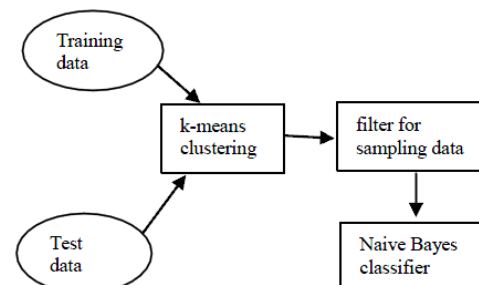 Training
data
k-means
clustering
filter for
sampling data
Test
data
Naive Bayes
classifier